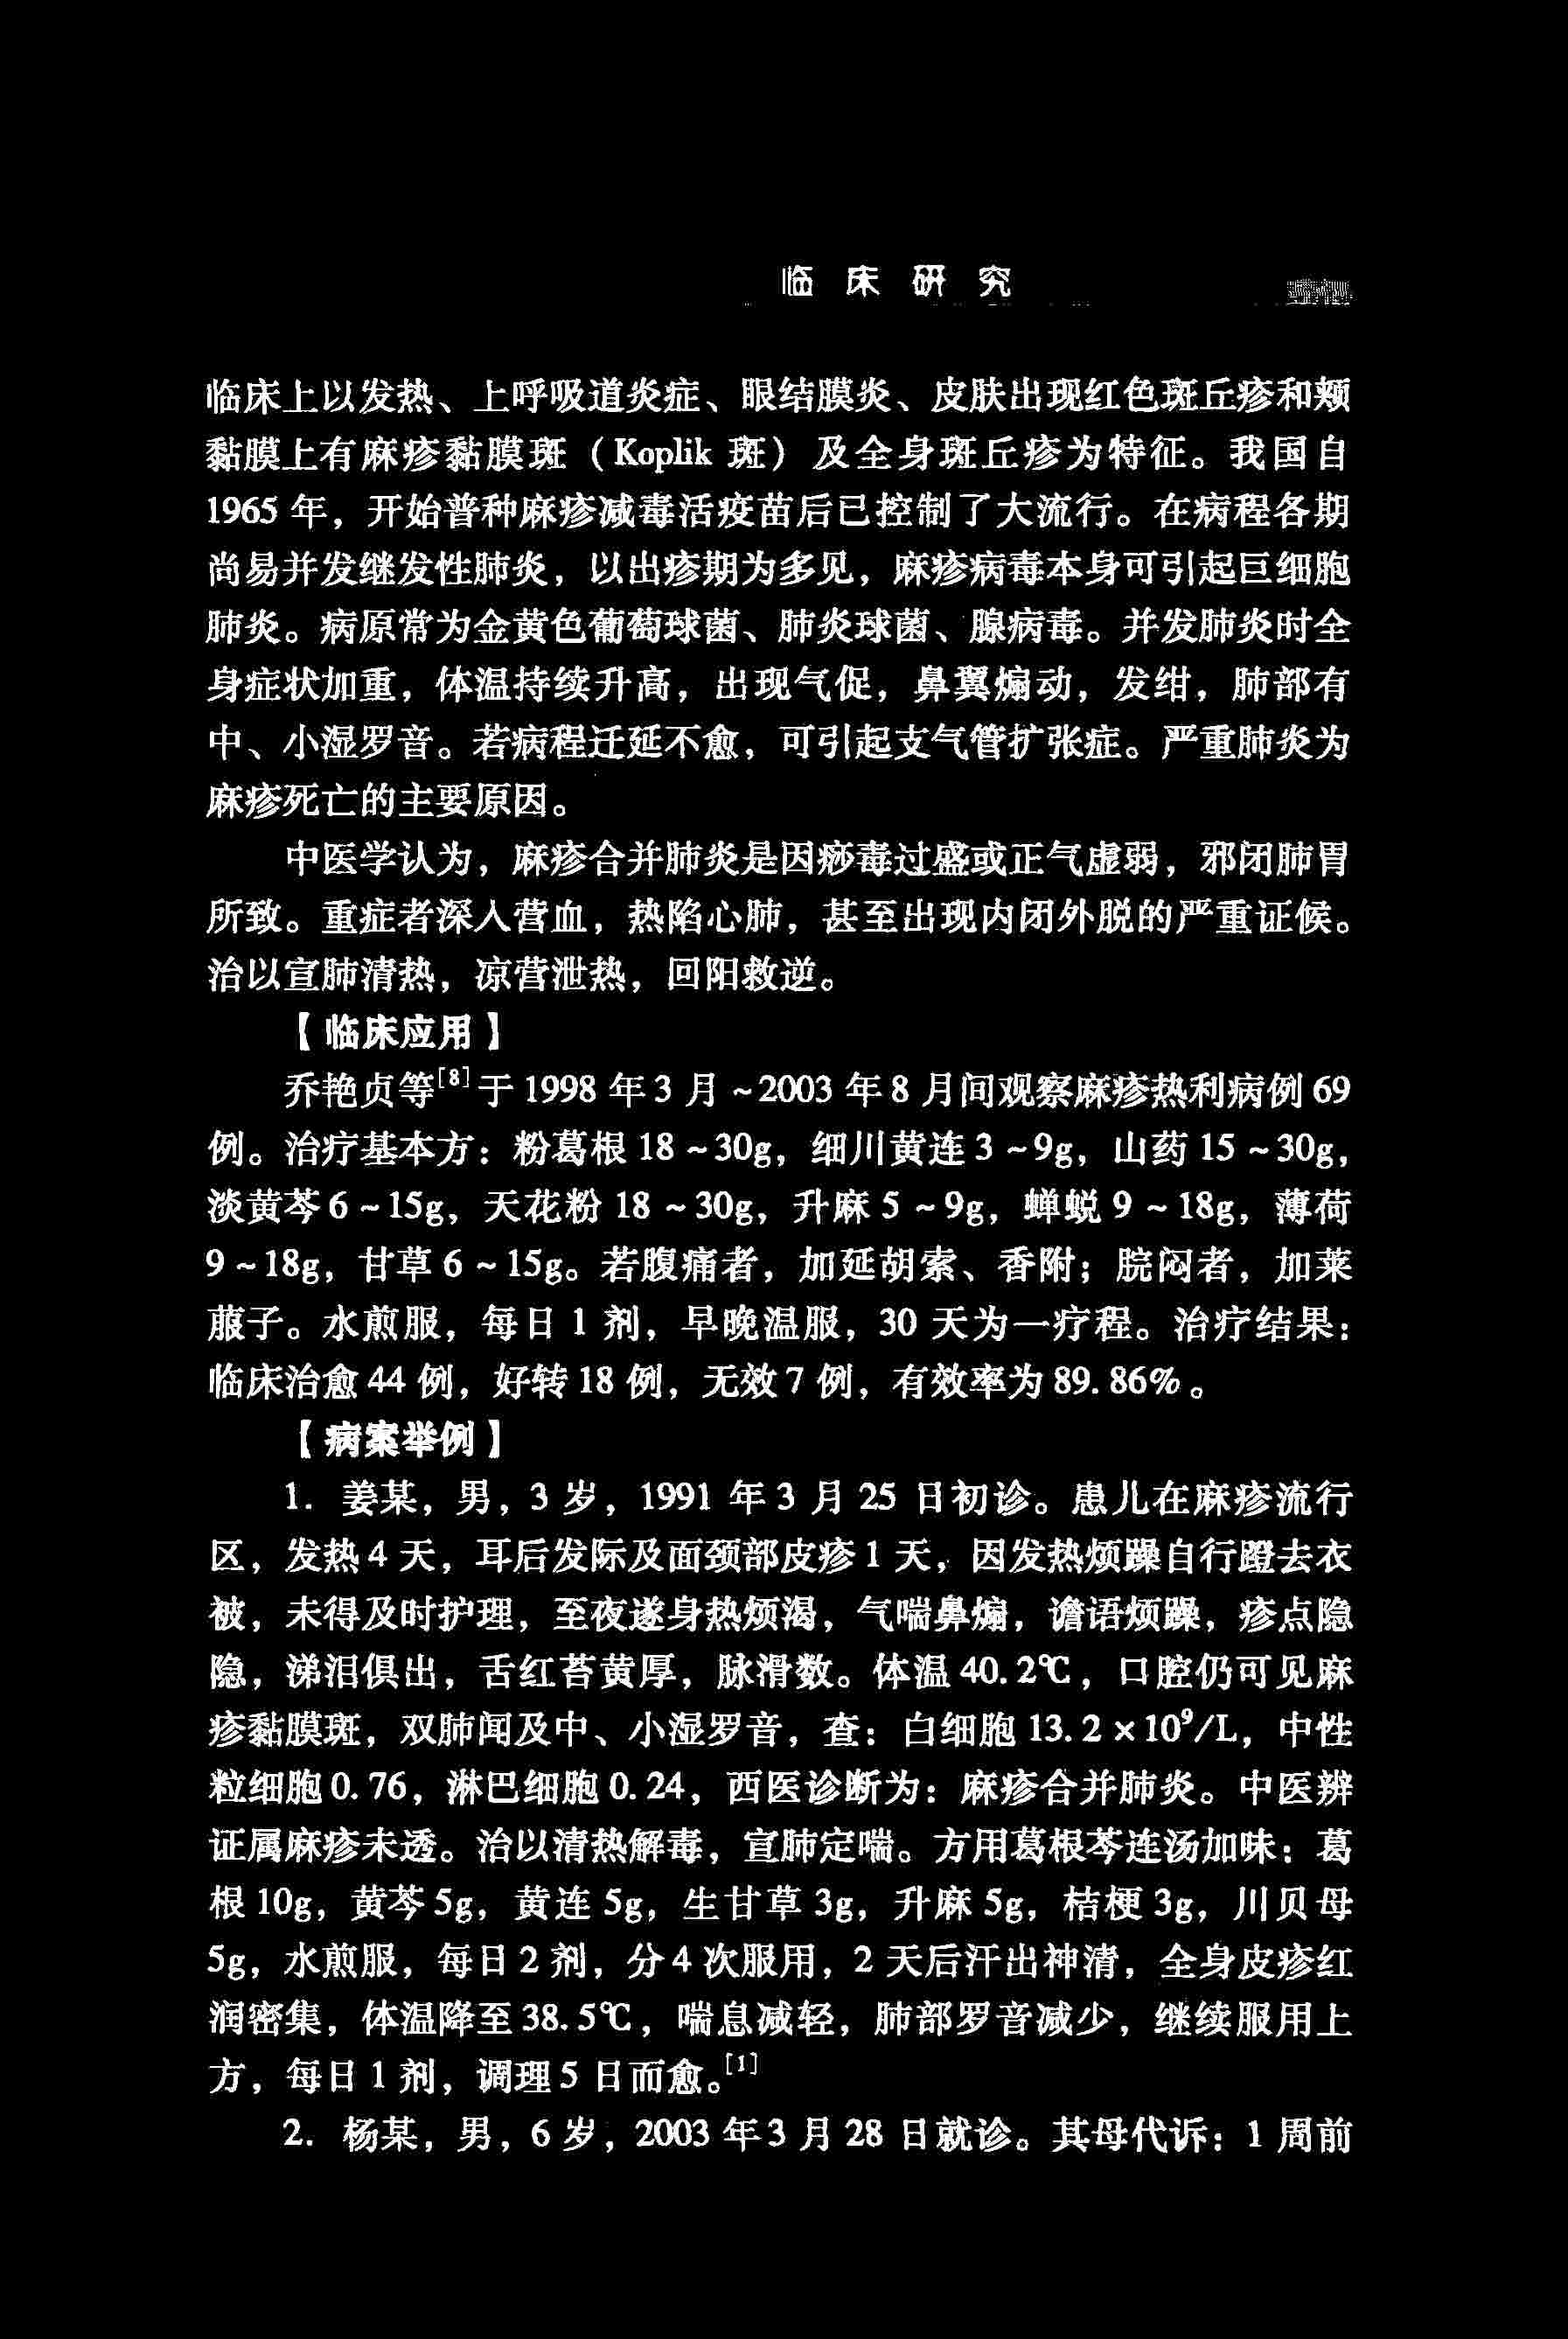 临床研究
临床上以发热、上呼吸道炎症、眼结膜炎、皮肤出现红色斑丘疹和颊
黏膜上有麻疹黏膜斑（Koplik 斑）及全身斑丘疹为特征。我国自
1965 年，开始普种麻疹减毒活疫苗后已控制了大流行。在病程各期
尚易并发继发性肺炎，以出疹期为多见，麻疹病毒本身可引起巨细胞
肺炎。病原常为金黄色葡萄球菌、肺炎球菌、腺病毒。并发肺炎时全
身症状加重，体温持续升高，出现气促，鼻翼煽动，发绀，肺部有
中、小湿罗音。若病程迁延不愈，可引起支气管扩张症。严重肺炎为
麻疹死亡的主要原因。
中医学认为，麻疹合并肺炎是因痧毒过盛或正气虚弱，邪闭肺胃
所致。重症者深入营血，热陷心肺，甚至出现内闭外脱的严重证候。
治以宣肺清热，凉营泄热，回阳救逆。
【临床应用】
乔艳贞等[8]于 1998 年 3 月~2003 年 8 月间观察麻疹热利病例 69
例。治疗基本方：粉葛根 18~30g，细川黄连 3~9g，山药 15~30g，
淡黄芩 6~15g，天花粉 18~30g，升麻 5~9g，蝉蜕 9~18g，薄荷
9~18g，甘草 6~15g。若腹痛者，加延胡索、香附；脘闷者，加莱
菔子。水煎服，每日 1 剂，早晚温服，30 天为一疗程。治疗结果：
临床治愈 44 例，好转 18 例，无效 7 例，有效率为 89.86%。
【病案举例】
1. 姜某，男，3 岁，1991 年 3 月 25 日初诊。患儿在麻疹流行
区，发热 4 天，耳后发际及面颈部皮疹 1 天，因发热烦躁自行蹬去衣
被，未得及时护理，至夜遂身热烦渴，气喘鼻煽，谵语烦躁，疹点隐
隐，涕泪俱出，舌红苔黄厚，脉滑数。体温 40.2℃，口腔仍可见麻
疹黏膜斑，双肺闻及中、小湿罗音，查：白细胞 13.2×10⁹/L，中性
粒细胞 0.76，淋巴细胞 0.24，西医诊断为：麻疹合并肺炎。中医辨
证属麻疹未透。治以清热解毒，宣肺定喘。方用葛根芩连汤加味：葛
根 10g，黄芩 5g，黄连 5g，生甘草 3g，升麻 5g，桔梗 3g，川贝母
5g，水煎服，每日 2 剂，分 4 次服用，2 天后汗出神清，全身皮疹红
润密集，体温降至 38.5℃，喘息减轻，肺部罗音减少，继续服用上
方，每日 1 剂，调理 5 日而愈。[1]
2. 杨某，男，6 岁，2003 年 3 月 28 日就诊。其母代诉：1 周前